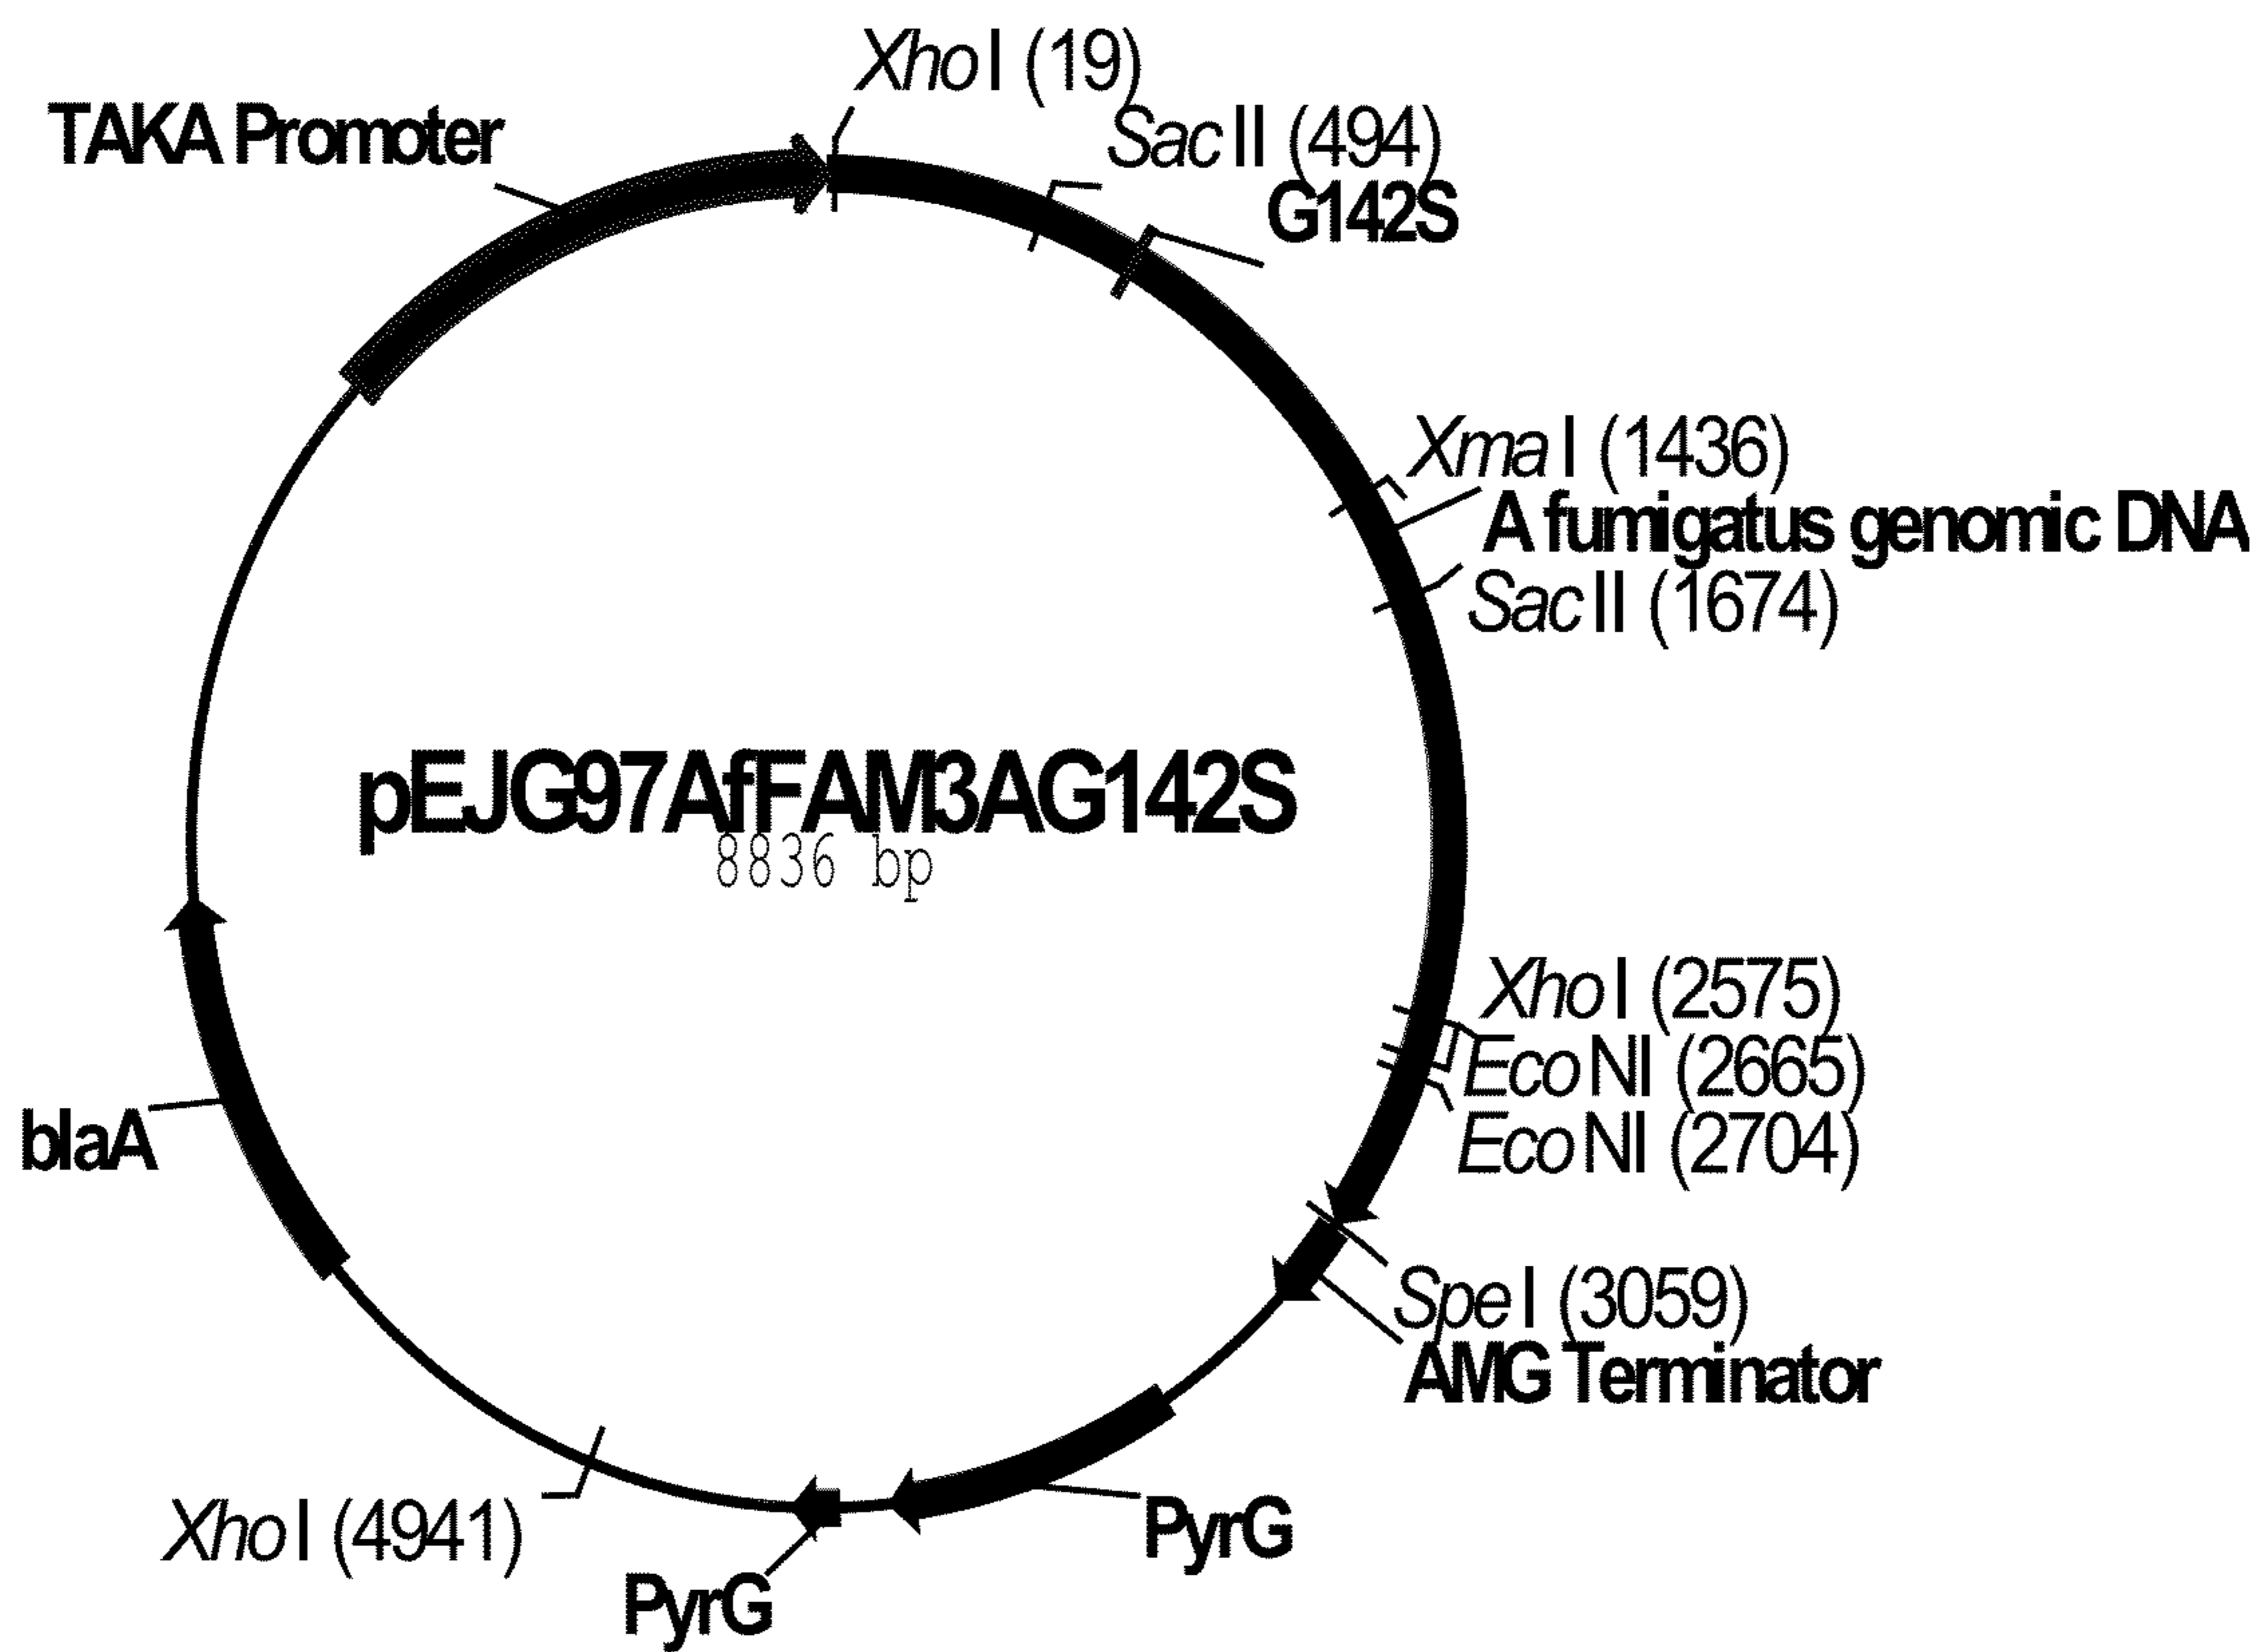 XhoI (19)
TAKA Promoter
SacII (494)
G142S
XmaI (1436)
A fumigatus genomic DNA
SacII (1674)
pEJG97AfFAM3AG142S
8836 bp
XhoI (2575)
EcoNI (2665)
EcoNI (2704)
blaA
SpeI (3059)
AMG Terminator
XhoI (4941)
PyrG
PyrG